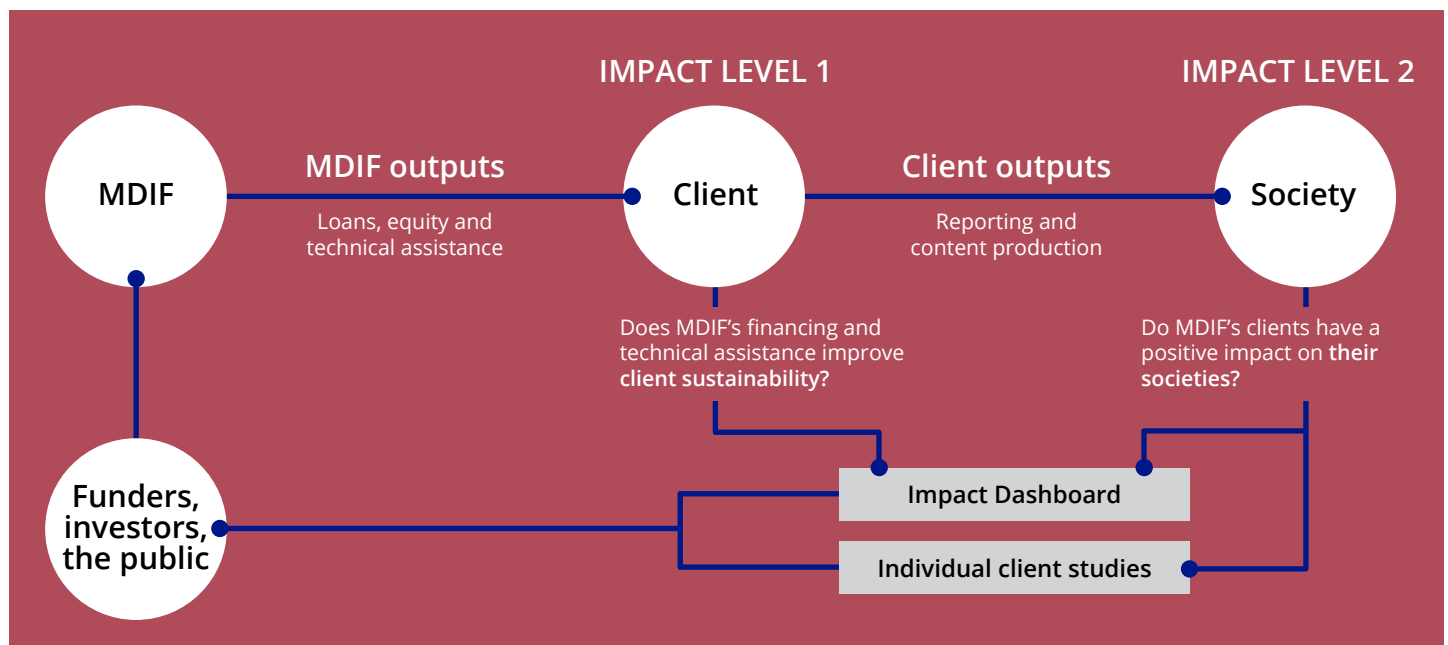 IMPACT LEVEL 1
IMPACT LEVEL 2
MDIF
MDIF outputs
Loans, equity and
technical assistance
Client
Client outputs
Reporting and
content production
Society
Does MDIF’s financing and
technical assistance improve
client sustainability?
Do MDIF’s clients have a
positive impact on their
societies?
Funders,
investors,
the public
Impact Dashboard
Individual client studies